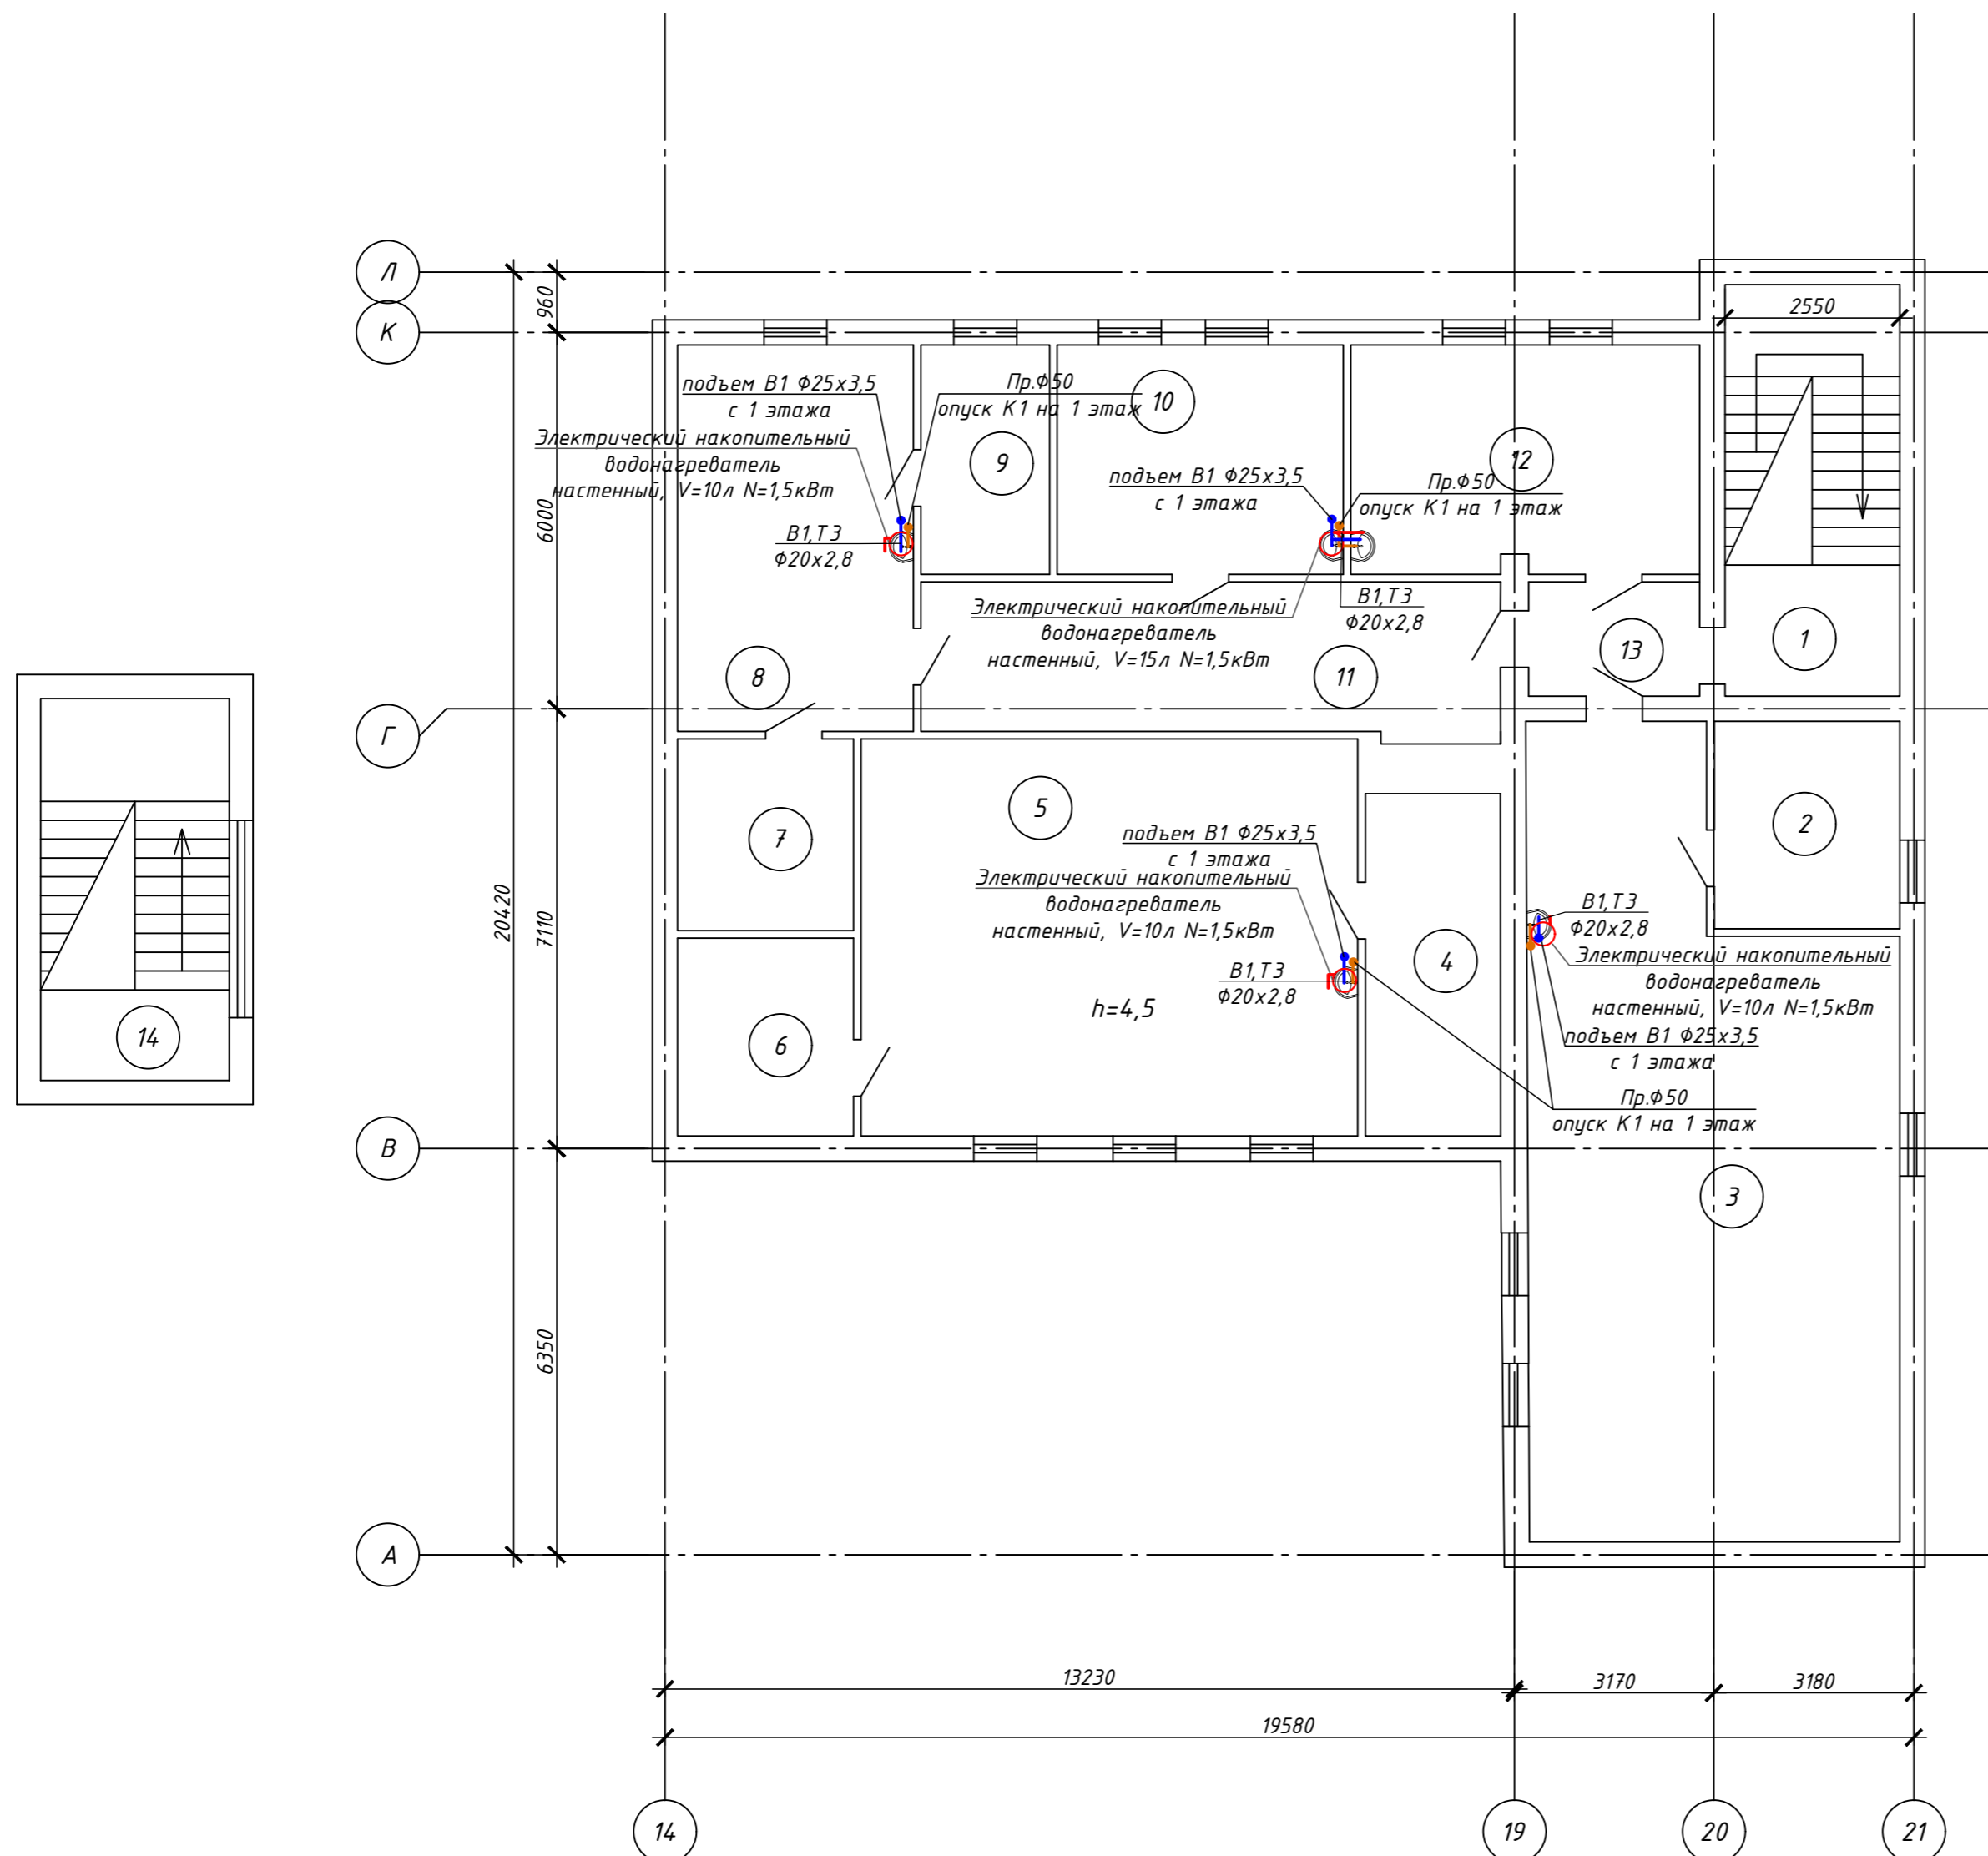 Л
960
К
2550
подъем В1 Ф25х3,5
с 1 этажа
Пр.Ф50
опуск К1 на 1 этаж
10
Электрический накопительный
водонагреватель
настенный, V=10л N=1,5кВт
9
12
подъем В1 Ф25х3,5
с 1 этажа
Пр.Ф50
опуск К1 на 1 этаж
6000
В1,Т3
Ф20х2,8
Электрический накопительный
водонагреватель
настенный, V=15л N=1,5кВт
В1,Т3
Ф20х2,8
8
11
13
1
Г
5
7
2
подъем В1 Ф25х3,5
с 1 этажа
Электрический накопительный
водонагреватель
настенный, V=10л N=1,5кВт
20420
7110
В1,Т3
Ф20х2,8
4
В1,Т3
Ф20х2,8
Электрический накопительный
водонагреватель
настенный, V=10л N=1,5кВт
h=4,5
14
6
подъем В1 Ф25х3,5
с 1 этажа
Пр.Ф50
опуск К1 на 1 этаж
В
3
6350
А
13230
3170
3180
19580
14
19
20
21